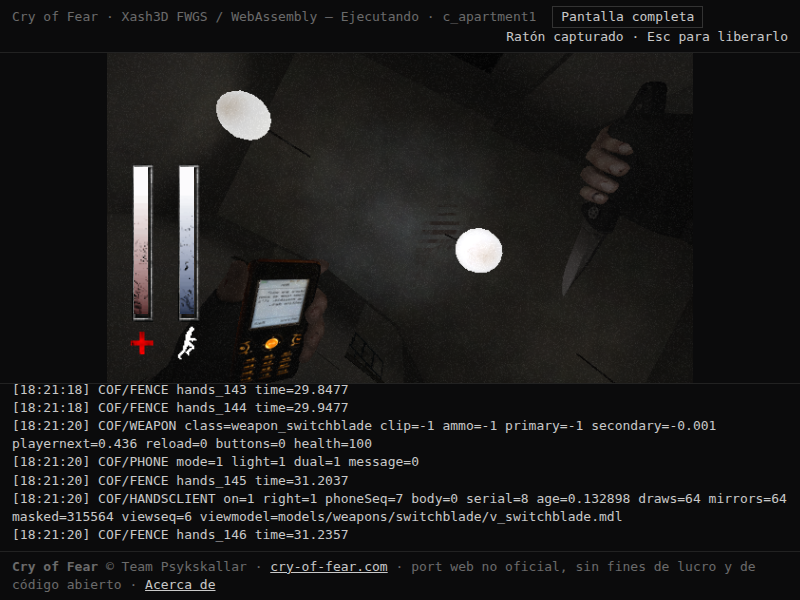 Cry of Fear · Xash3D FWGS / WebAssembly — Ejecutando · c_apartment1
Pantalla completa
Ratón capturado · Esc para liberarlo
[18:21:18] COF/FENCE hands_143 time=29.8477
[18:21:18] COF/FENCE hands_144 time=29.9477
[18:21:20] COF/WEAPON class=weapon_switchblade clip=-1 ammo=-1 primary=-1 secondary=-0.001
playernext=0.436 reload=0 buttons=0 health=100
[18:21:20] COF/PHONE mode=1 light=1 dual=1 message=0
[18:21:20] COF/FENCE hands_145 time=31.2037
[18:21:20] COF/HANDSCLIENT on=1 right=1 phoneSeq=7 body=0 serial=8 age=0.132898 draws=64 mirrors=64
masked=315564 viewseq=6 viewmodel=models/weapons/switchblade/v_switchblade.mdl
[18:21:20] COF/FENCE hands_146 time=31.2357
Cry of Fear © Team Psyskallar · cry-of-fear.com · port web no oficial, sin fines de lucro y de
código abierto · Acerca de